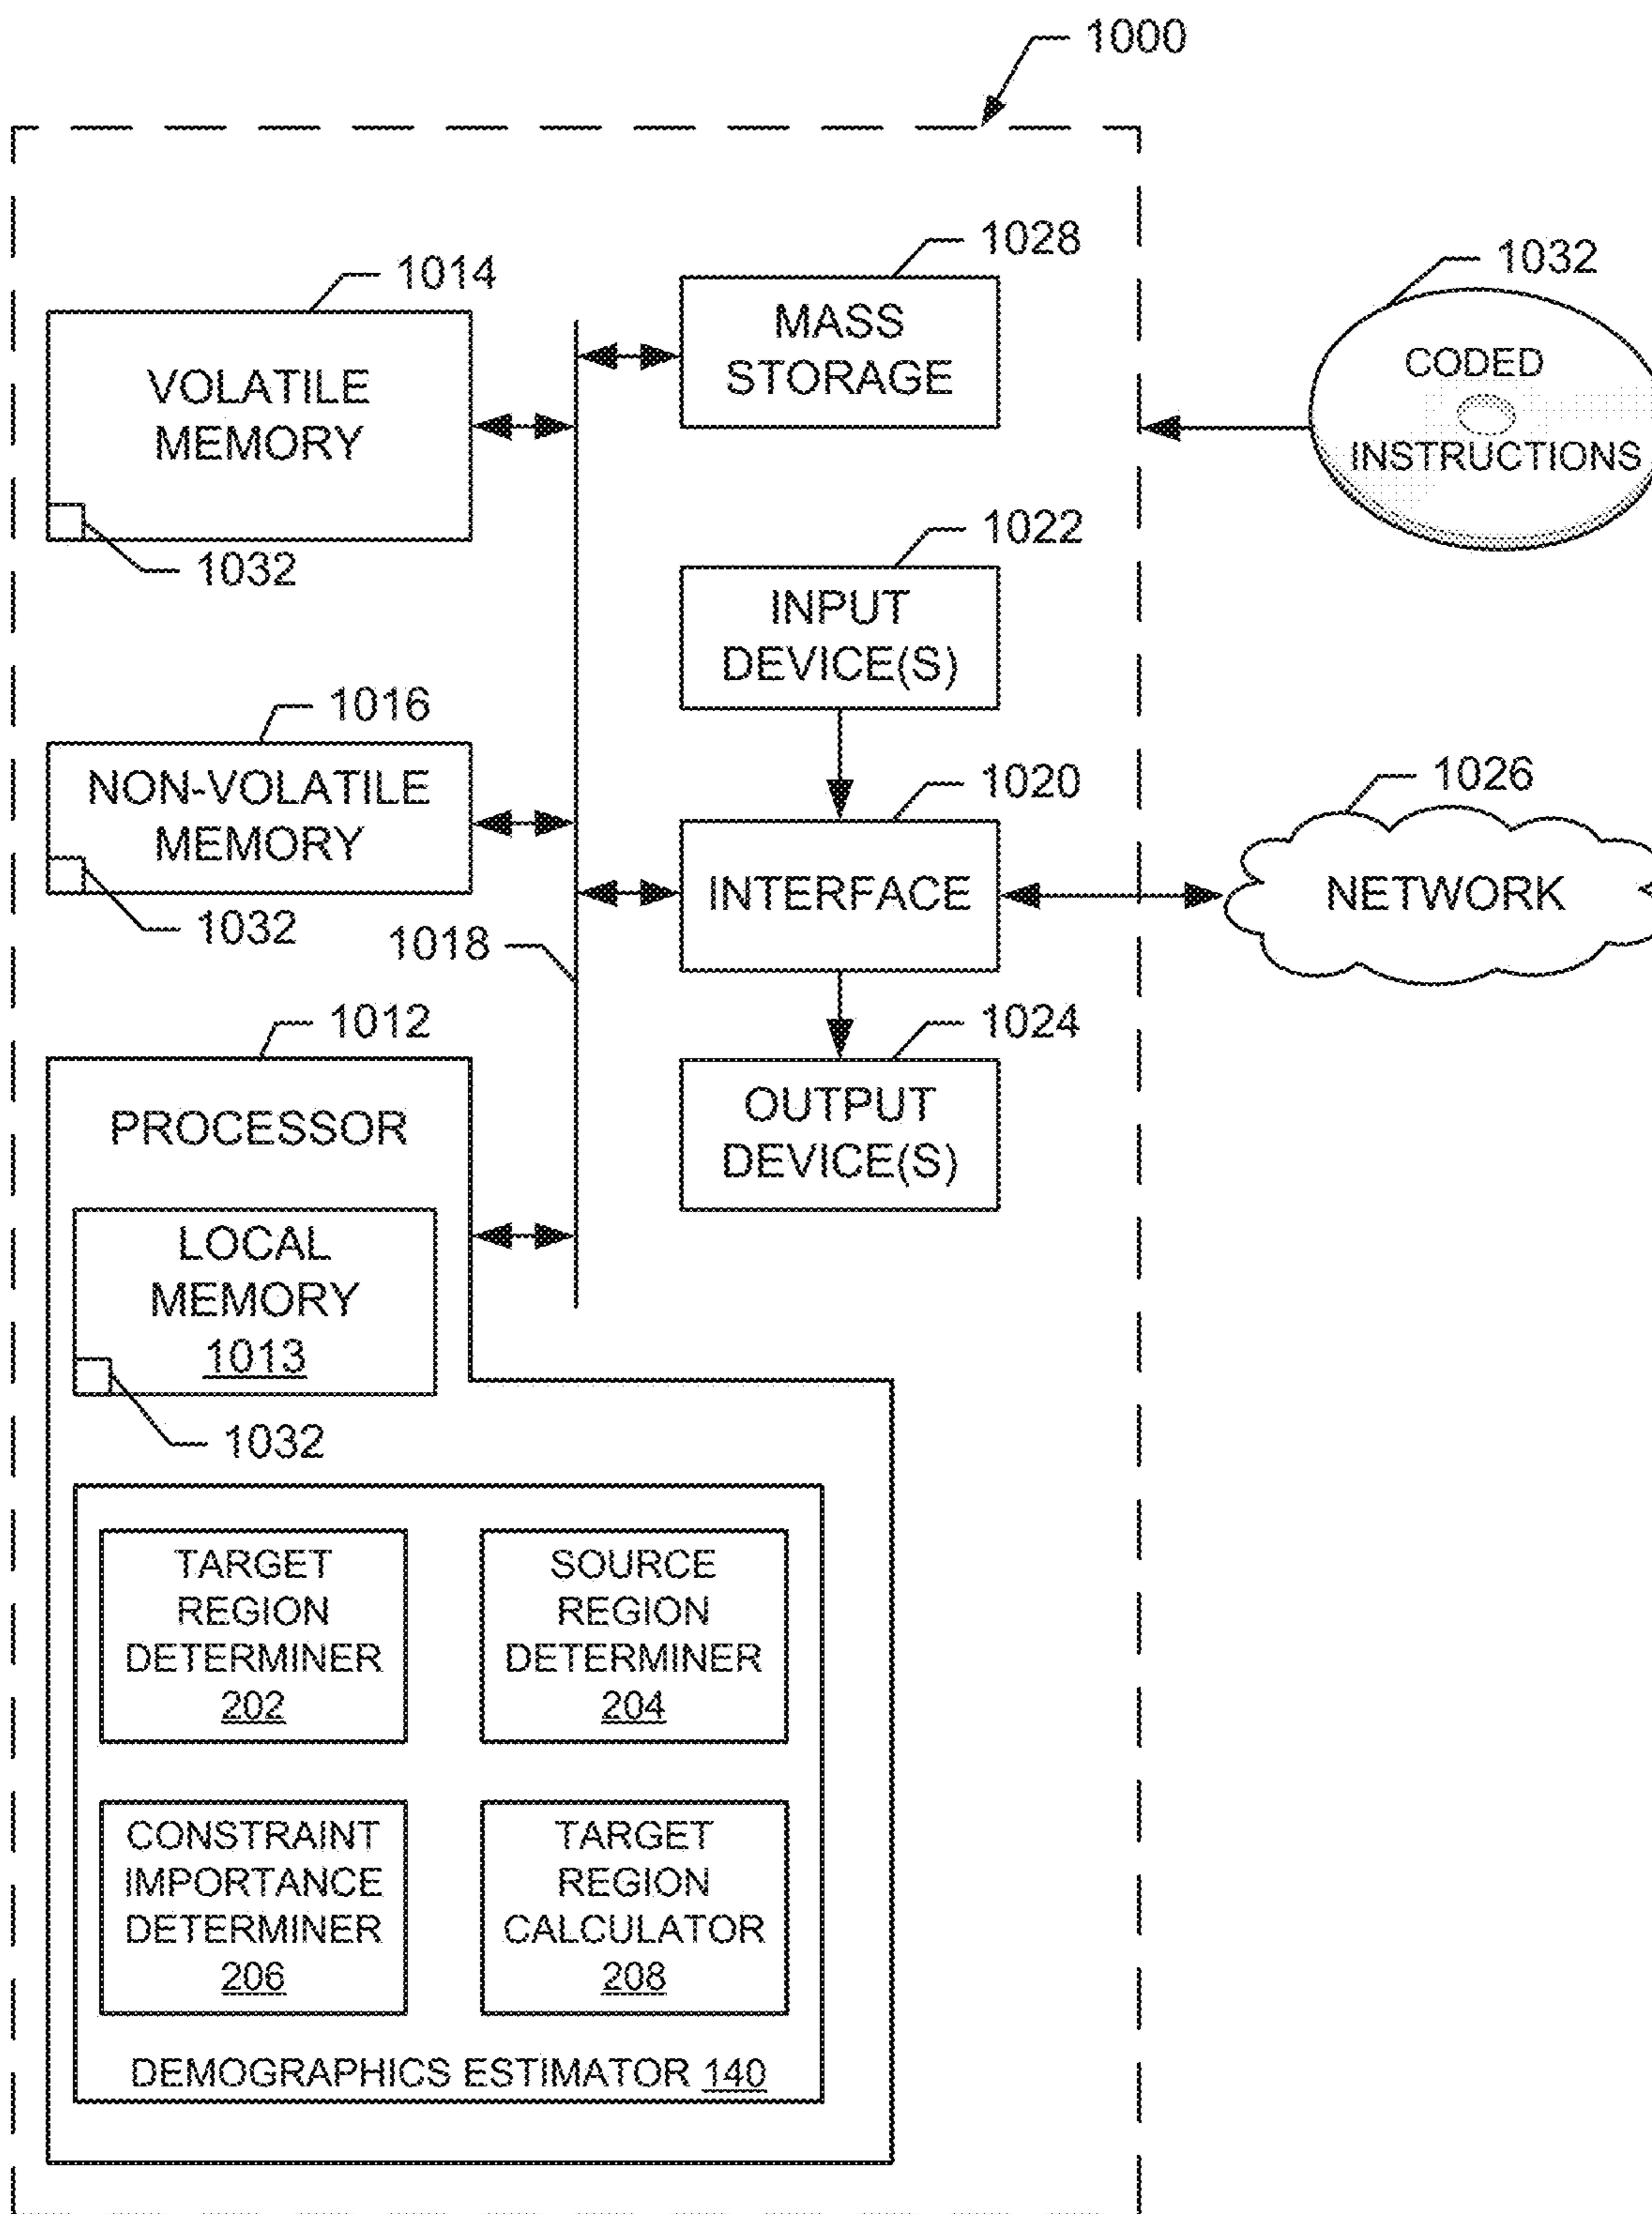 1000
1028
1014
1032
MASS
STORAGE
VOLATILE
MEMORY
CODED
INSTRUCTIONS
1032
1022
INPUT
DEVICE(S)
1016
NON-VOLATILE
MEMORY
1020
1026
INTERFACE
NETWORK
1032
1018
1012
1024
PROCESSOR
OUTPUT
DEVICE(S)
LOCAL
MEMORY
1013
1032
TARGET
REGION
DETERMINER
202
SOURCE
REGION
DETERMINER
204
CONSTRAINT
IMPORTANCE
DETERMINER
206
TARGET
REGION
CALCULATOR
208
DEMOGRAPHICS ESTIMATOR 140